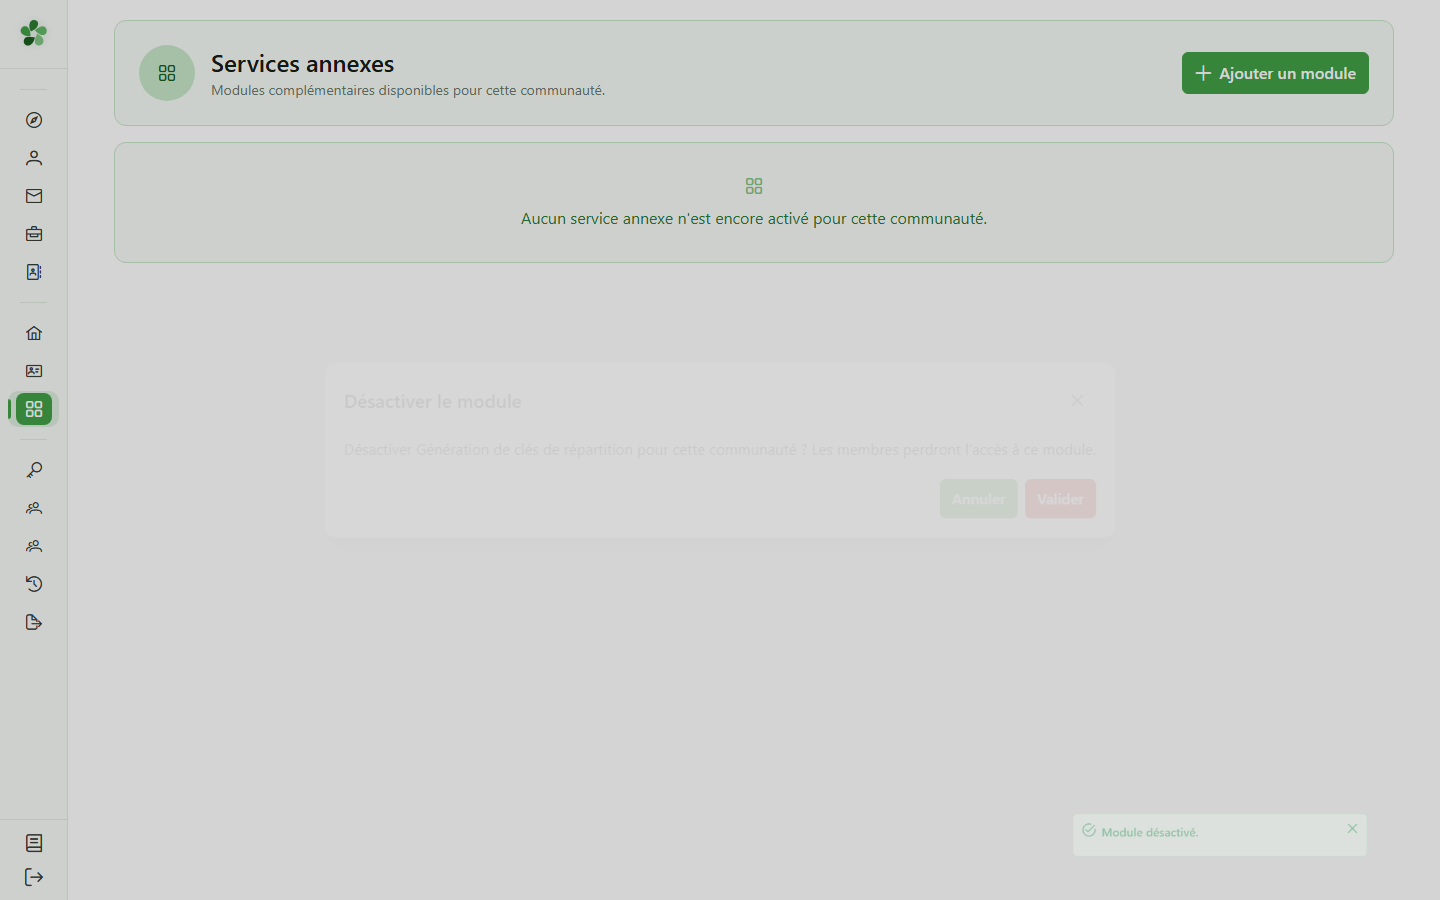 Services annexes
Modules complémentaires disponibles pour cette communauté.
Ajouter un module
Aucun service annexe n'est encore activé pour cette communauté.
Désactiver le module
Désactiver Génération de clés de répartition pour cette communauté ? Les membres perdront l'accès à ce module.
Annuler
Valider
Module désactivé.